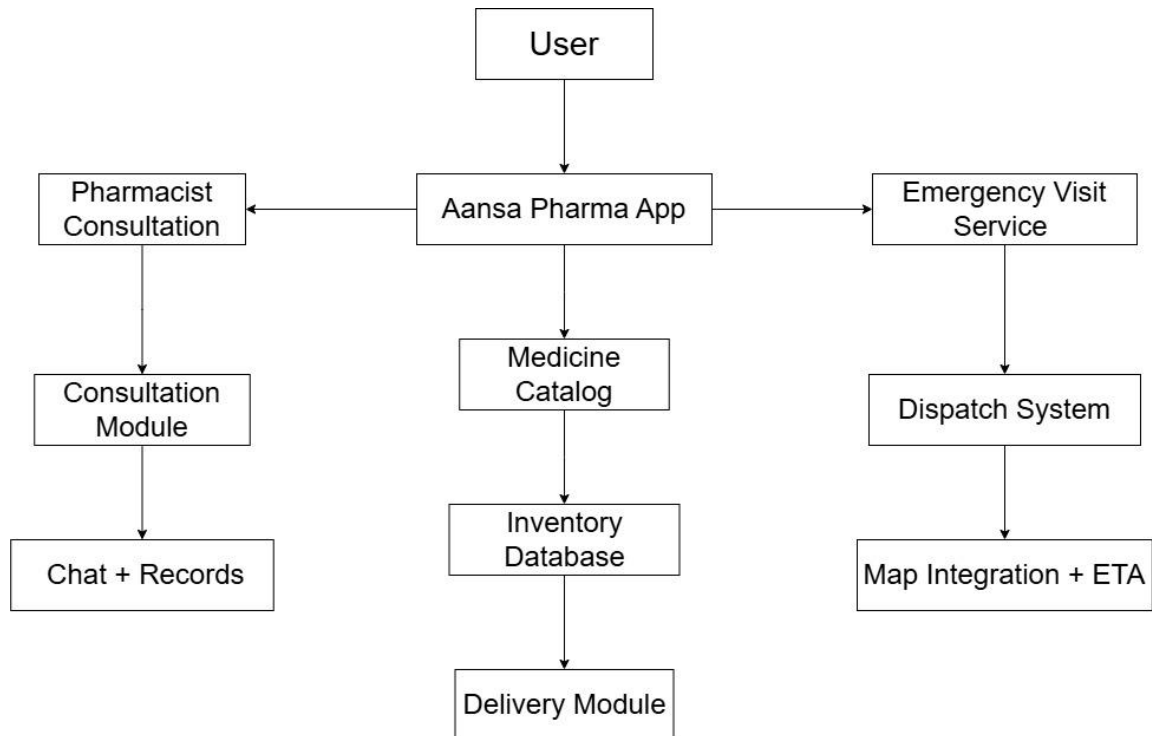 User
Pharmacist
Consultation
Aansa Pharma App
Emergency Visit
Service
Medicine
Catalog
Consultation
Module
Dispatch System
Inventory
Database
Chat + Records
Map Integration + ETA
Delivery Module